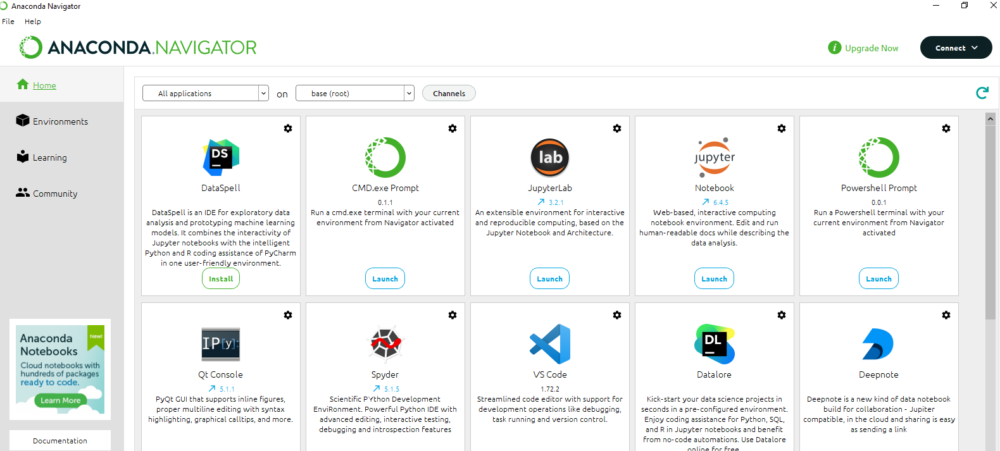 Anaconda Navigator
File Help
ANACONDA.NAVIGATOR
i Upgrade Now
Connect
Home
Environments
Learning
Community
Anaconda
Notebooks
New!
Cloud notebooks with
hundreds of packages
ready to code.
Learn More
Documentation
All applications on base (root) Channels
DS
DataSpell
DataSpell is an IDE for exploratory data
analysis and prototyping machine learning
models. It combines the interactivity of
Jupyter notebooks with the intelligent
Python and R coding assistance of PyCharm
in one user-friendly environment.
Install
CMD.exe Prompt
0.1.1
Run a cmd.exe terminal with your current
environment from Navigator activated
Launch
lab
JupyterLab
3.2.1
An extensible environment for interactive
and reproducible computing, based on the
Jupyter Notebook and Architecture.
Launch
jupyter
Notebook
6.4.5
Web-based, interactive computing
notebook environment. Edit and run
human-readable docs while describing the
data analysis.
Launch
Powershell Prompt
0.0.1
Run a Powershell terminal with your
current environment from Navigator
activated
Launch
IP[y]:
Qt Console
5.1.1
PyQt GUI that supports inline figures,
proper multiline editing with syntax
highlighting, graphical calltips, and more.
Spyder
5.1.5
Scientific PYthon Development
EnviRonment. Powerful Python IDE with
advanced editing, interactive testing,
debugging and introspection features
VS Code
1.72.2
Streamlined code editor with support for
development operations like debugging,
task running and version control.
DL
Datalore
Kick-start your data science projects in
seconds in a pre-configured environment.
Enjoy coding assistance for Python, SQL,
and R in Jupyter notebooks and benefit
from no-code automations. Use Datalore
online for free.
Deepnote
Deepnote is a new kind of data notebook
build for collaboration - Jupiter
compatible, in the cloud and sharing is easy
as sending a link